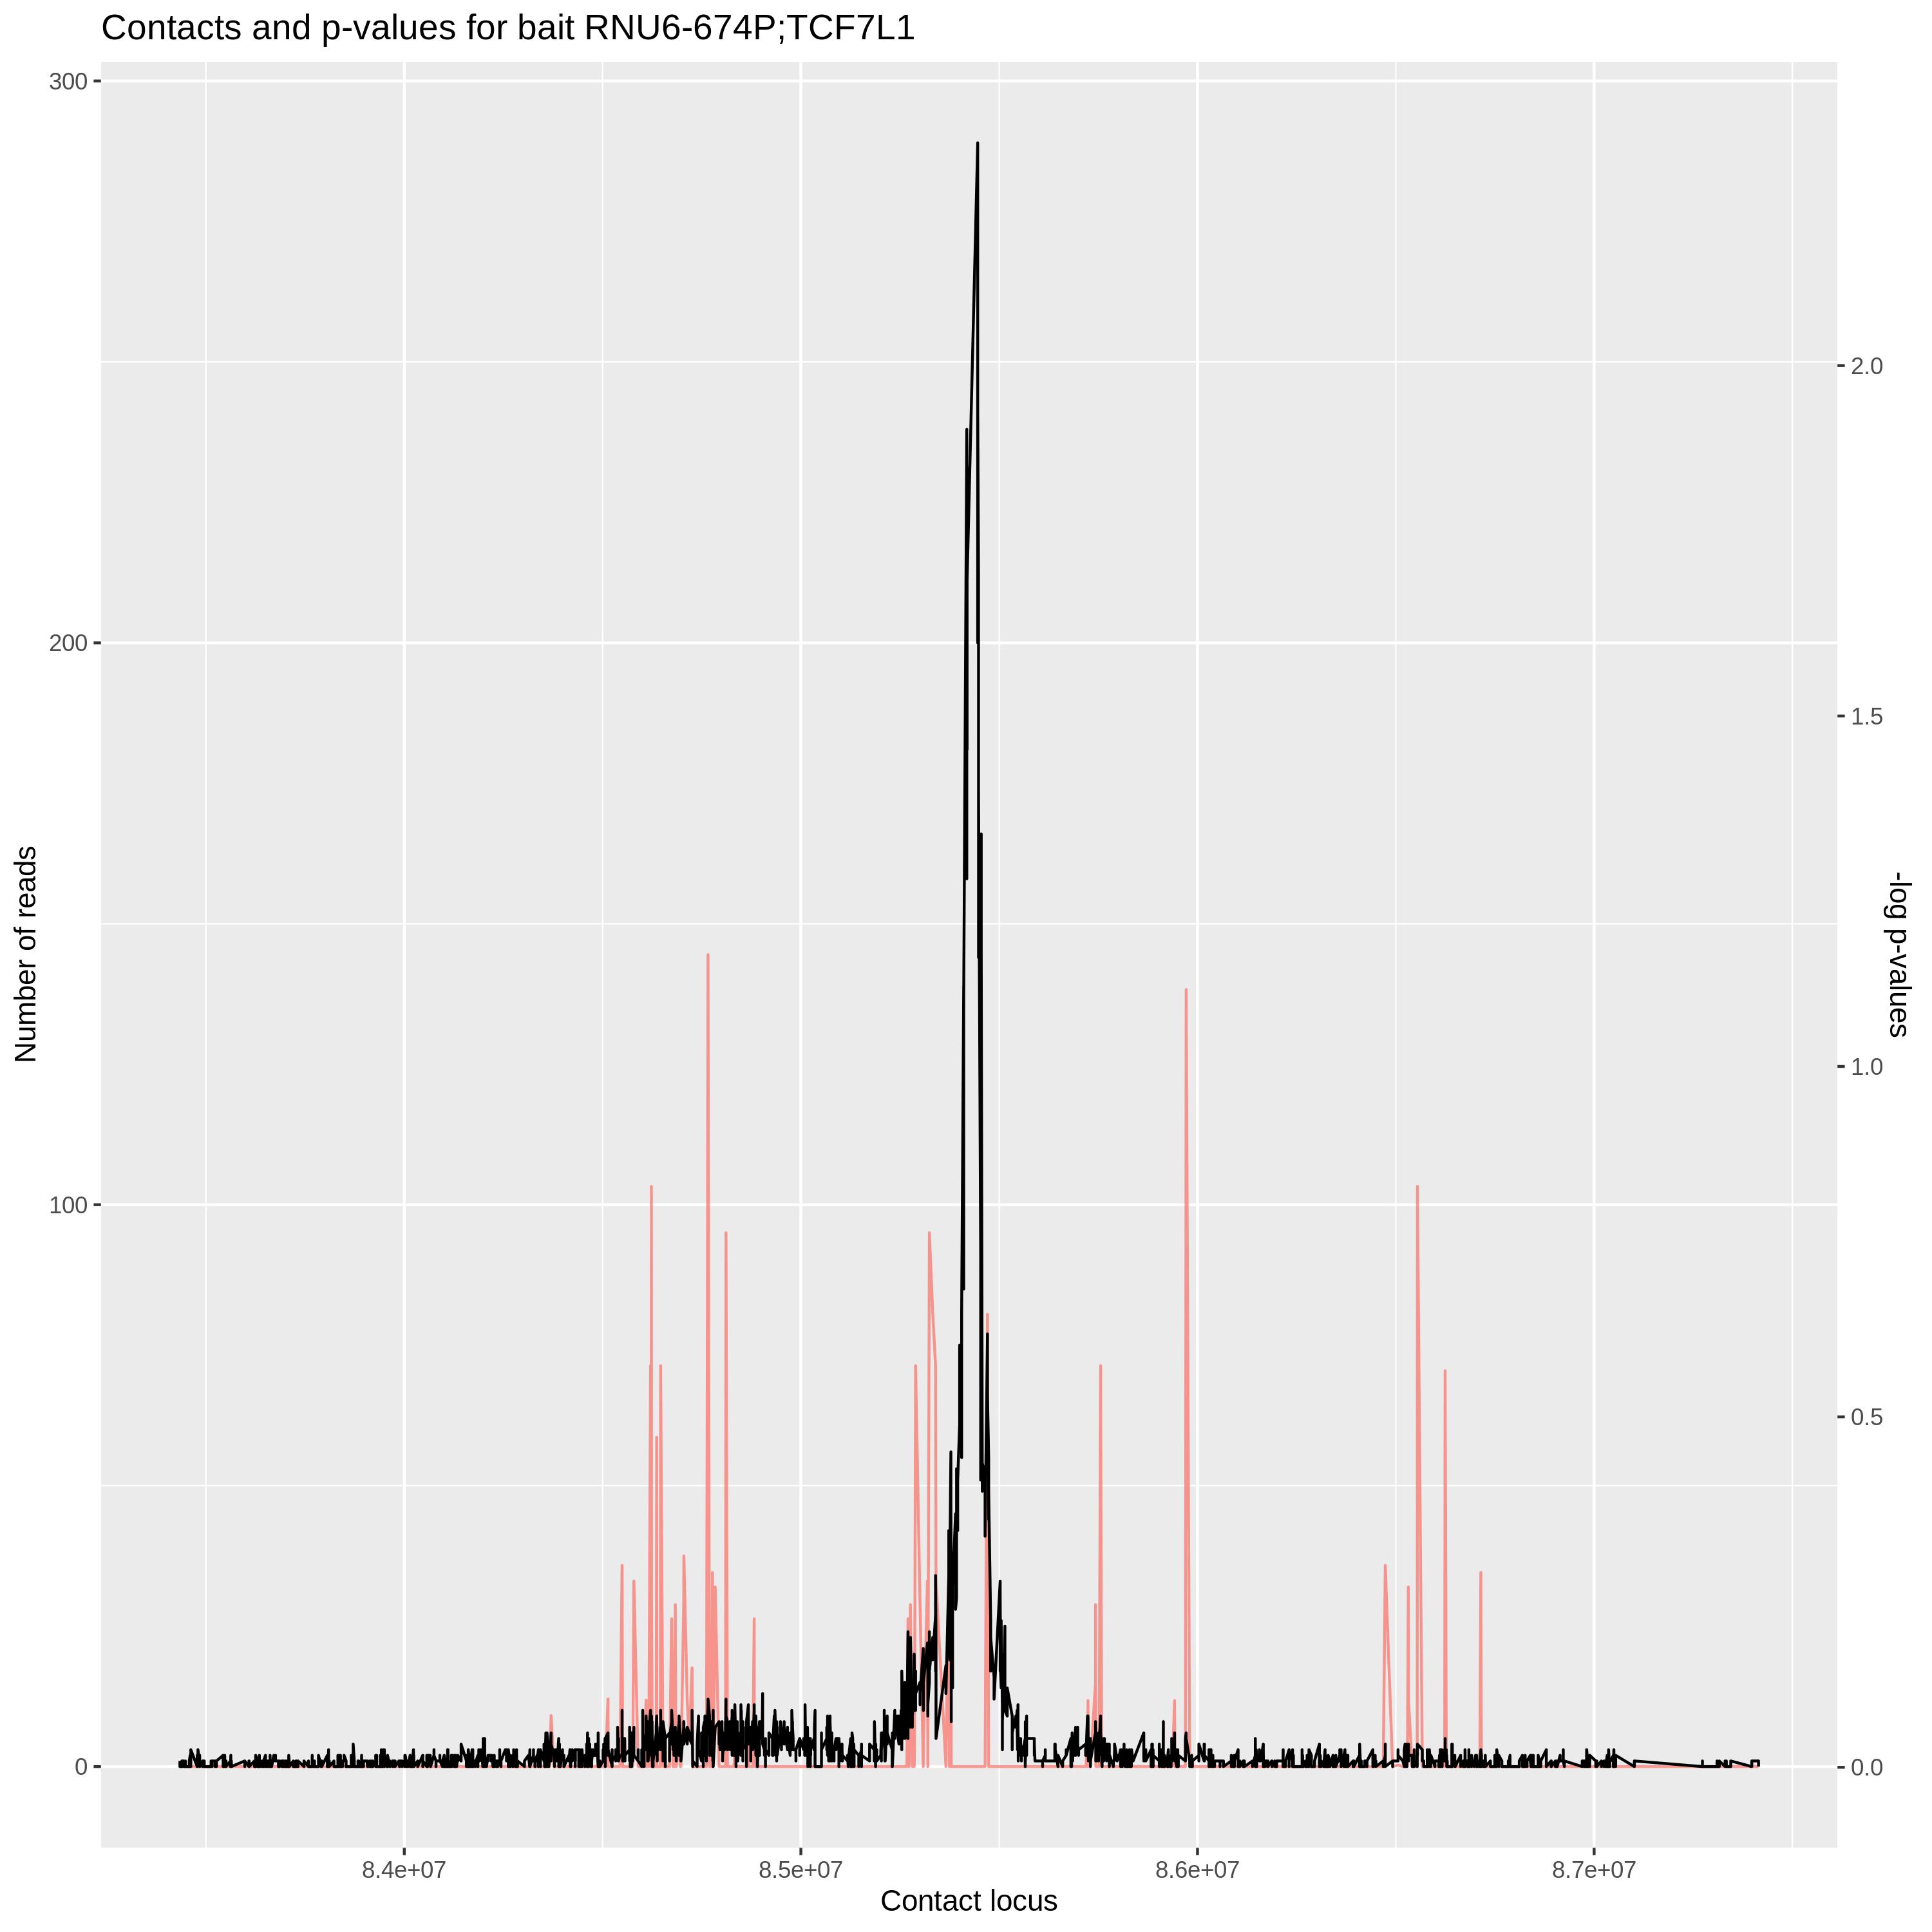 Contacts and p-values for bait RNU6-674P;TCF7L1
300
200
100
0
Number of reads
2.0
1.5
1.0
0.5
0.0
-log p-values
8.4e+07
8.5e+07
8.6e+07
8.7e+07
Contact locus